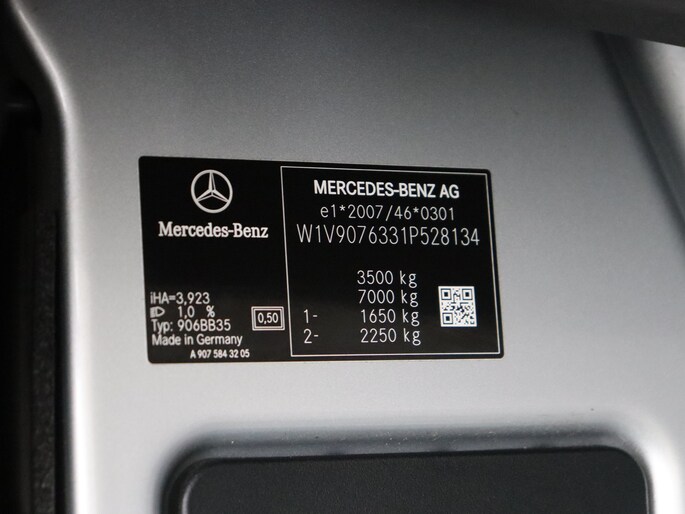 Mercedes-Benz
iHA=3,923
1,0 %
Typ: 906BB35
Made in Germany
0,50
A 907 584 32 05
MERCEDES-BENZ AG
e1*2007/46*0301
W1V9076331P528134
3500 kg
7000 kg
1- 1650 kg
2- 2250 kg